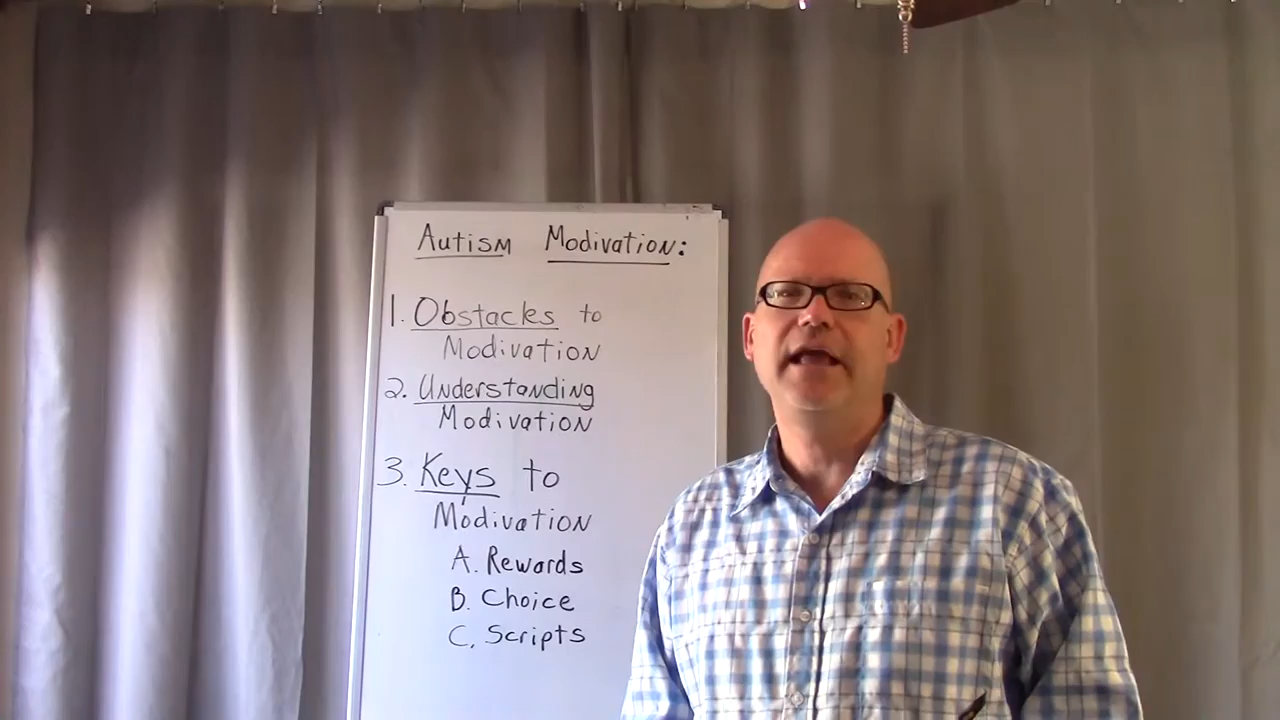 Autism Modivation:
1. Obstacles to
Modivation
2. Understanding
Modivation
3. Keys to
Modivation
A. Rewards
B. Choice
C. Scripts